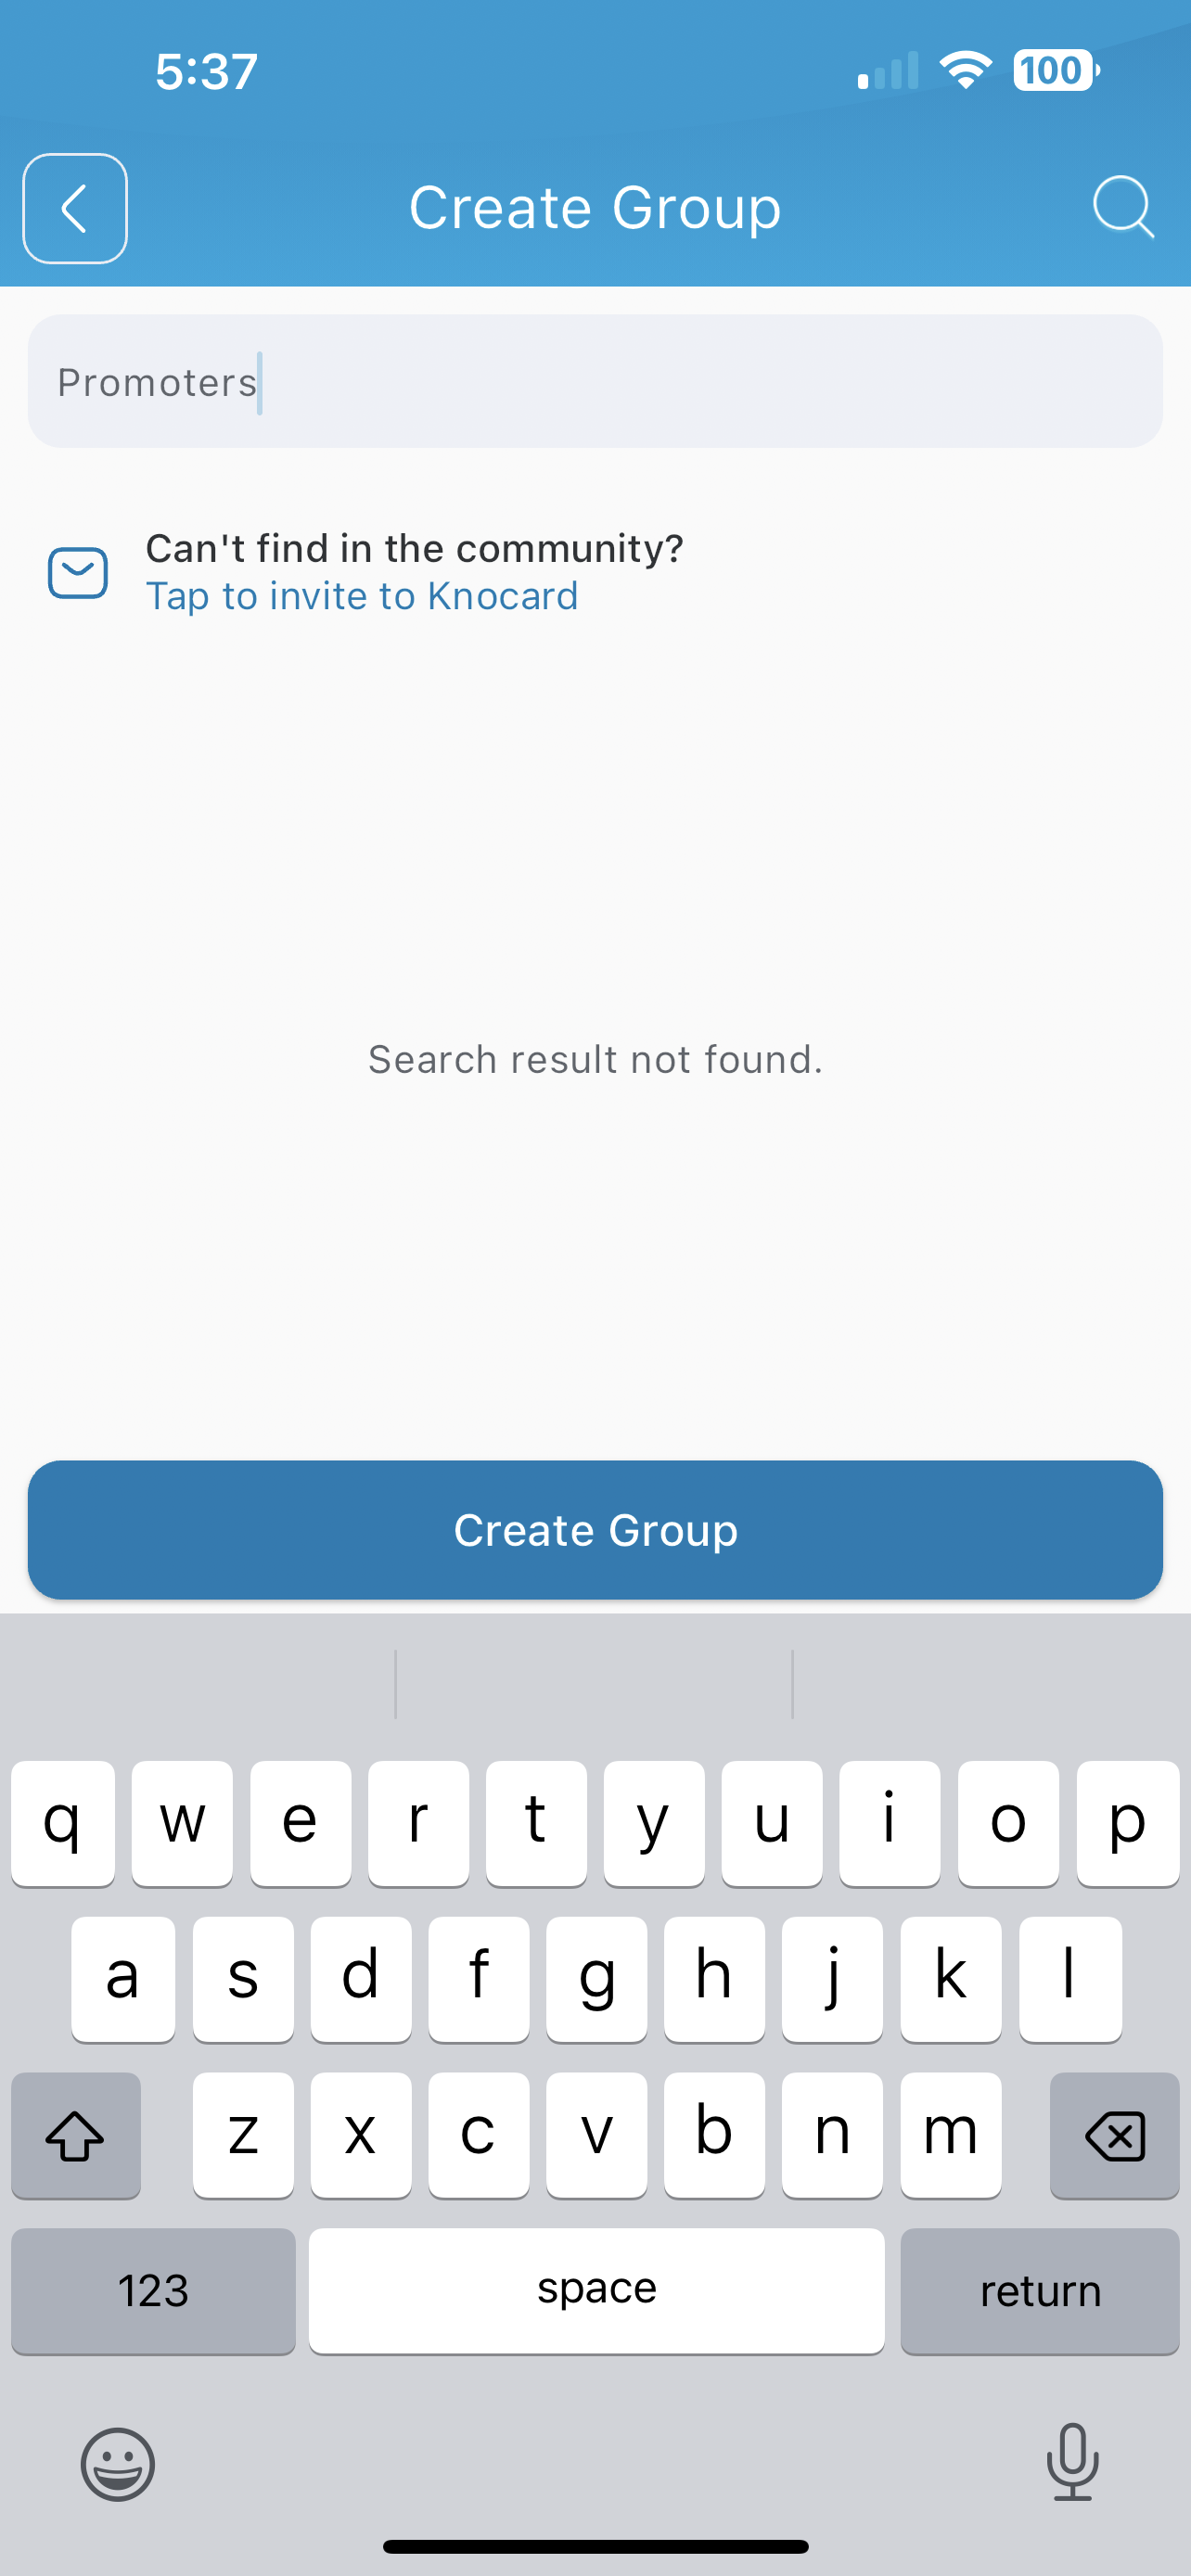 5:37
100
Create Group
Promoters
Can't find in the community?
Tap to invite to Knocard
Search result not found.
Create Group
q w e r t y u i o p
a s d f g h j k l
z x c v b n m
123 space return